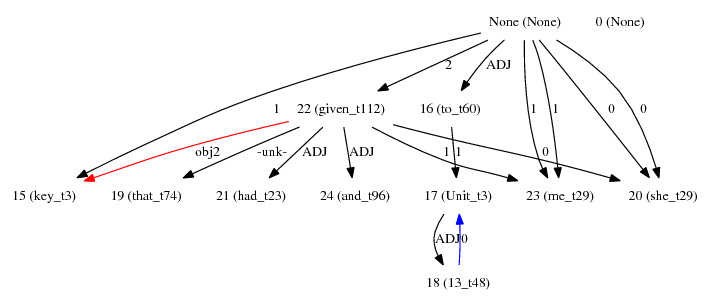 None (None) 0 (None)
2 ADJ
1 22 (given_t112) 16 (to_t60) 1 1 0 0
obj2 -unk- ADJ ADJ 1 1 0
15 (key_t3) 19 (that_t74) 21 (had_t23) 24 (and_t96) 17 (Unit_t3) 23 (me_t29) 20 (she_t29)
ADJ 0
18 (13_t48)